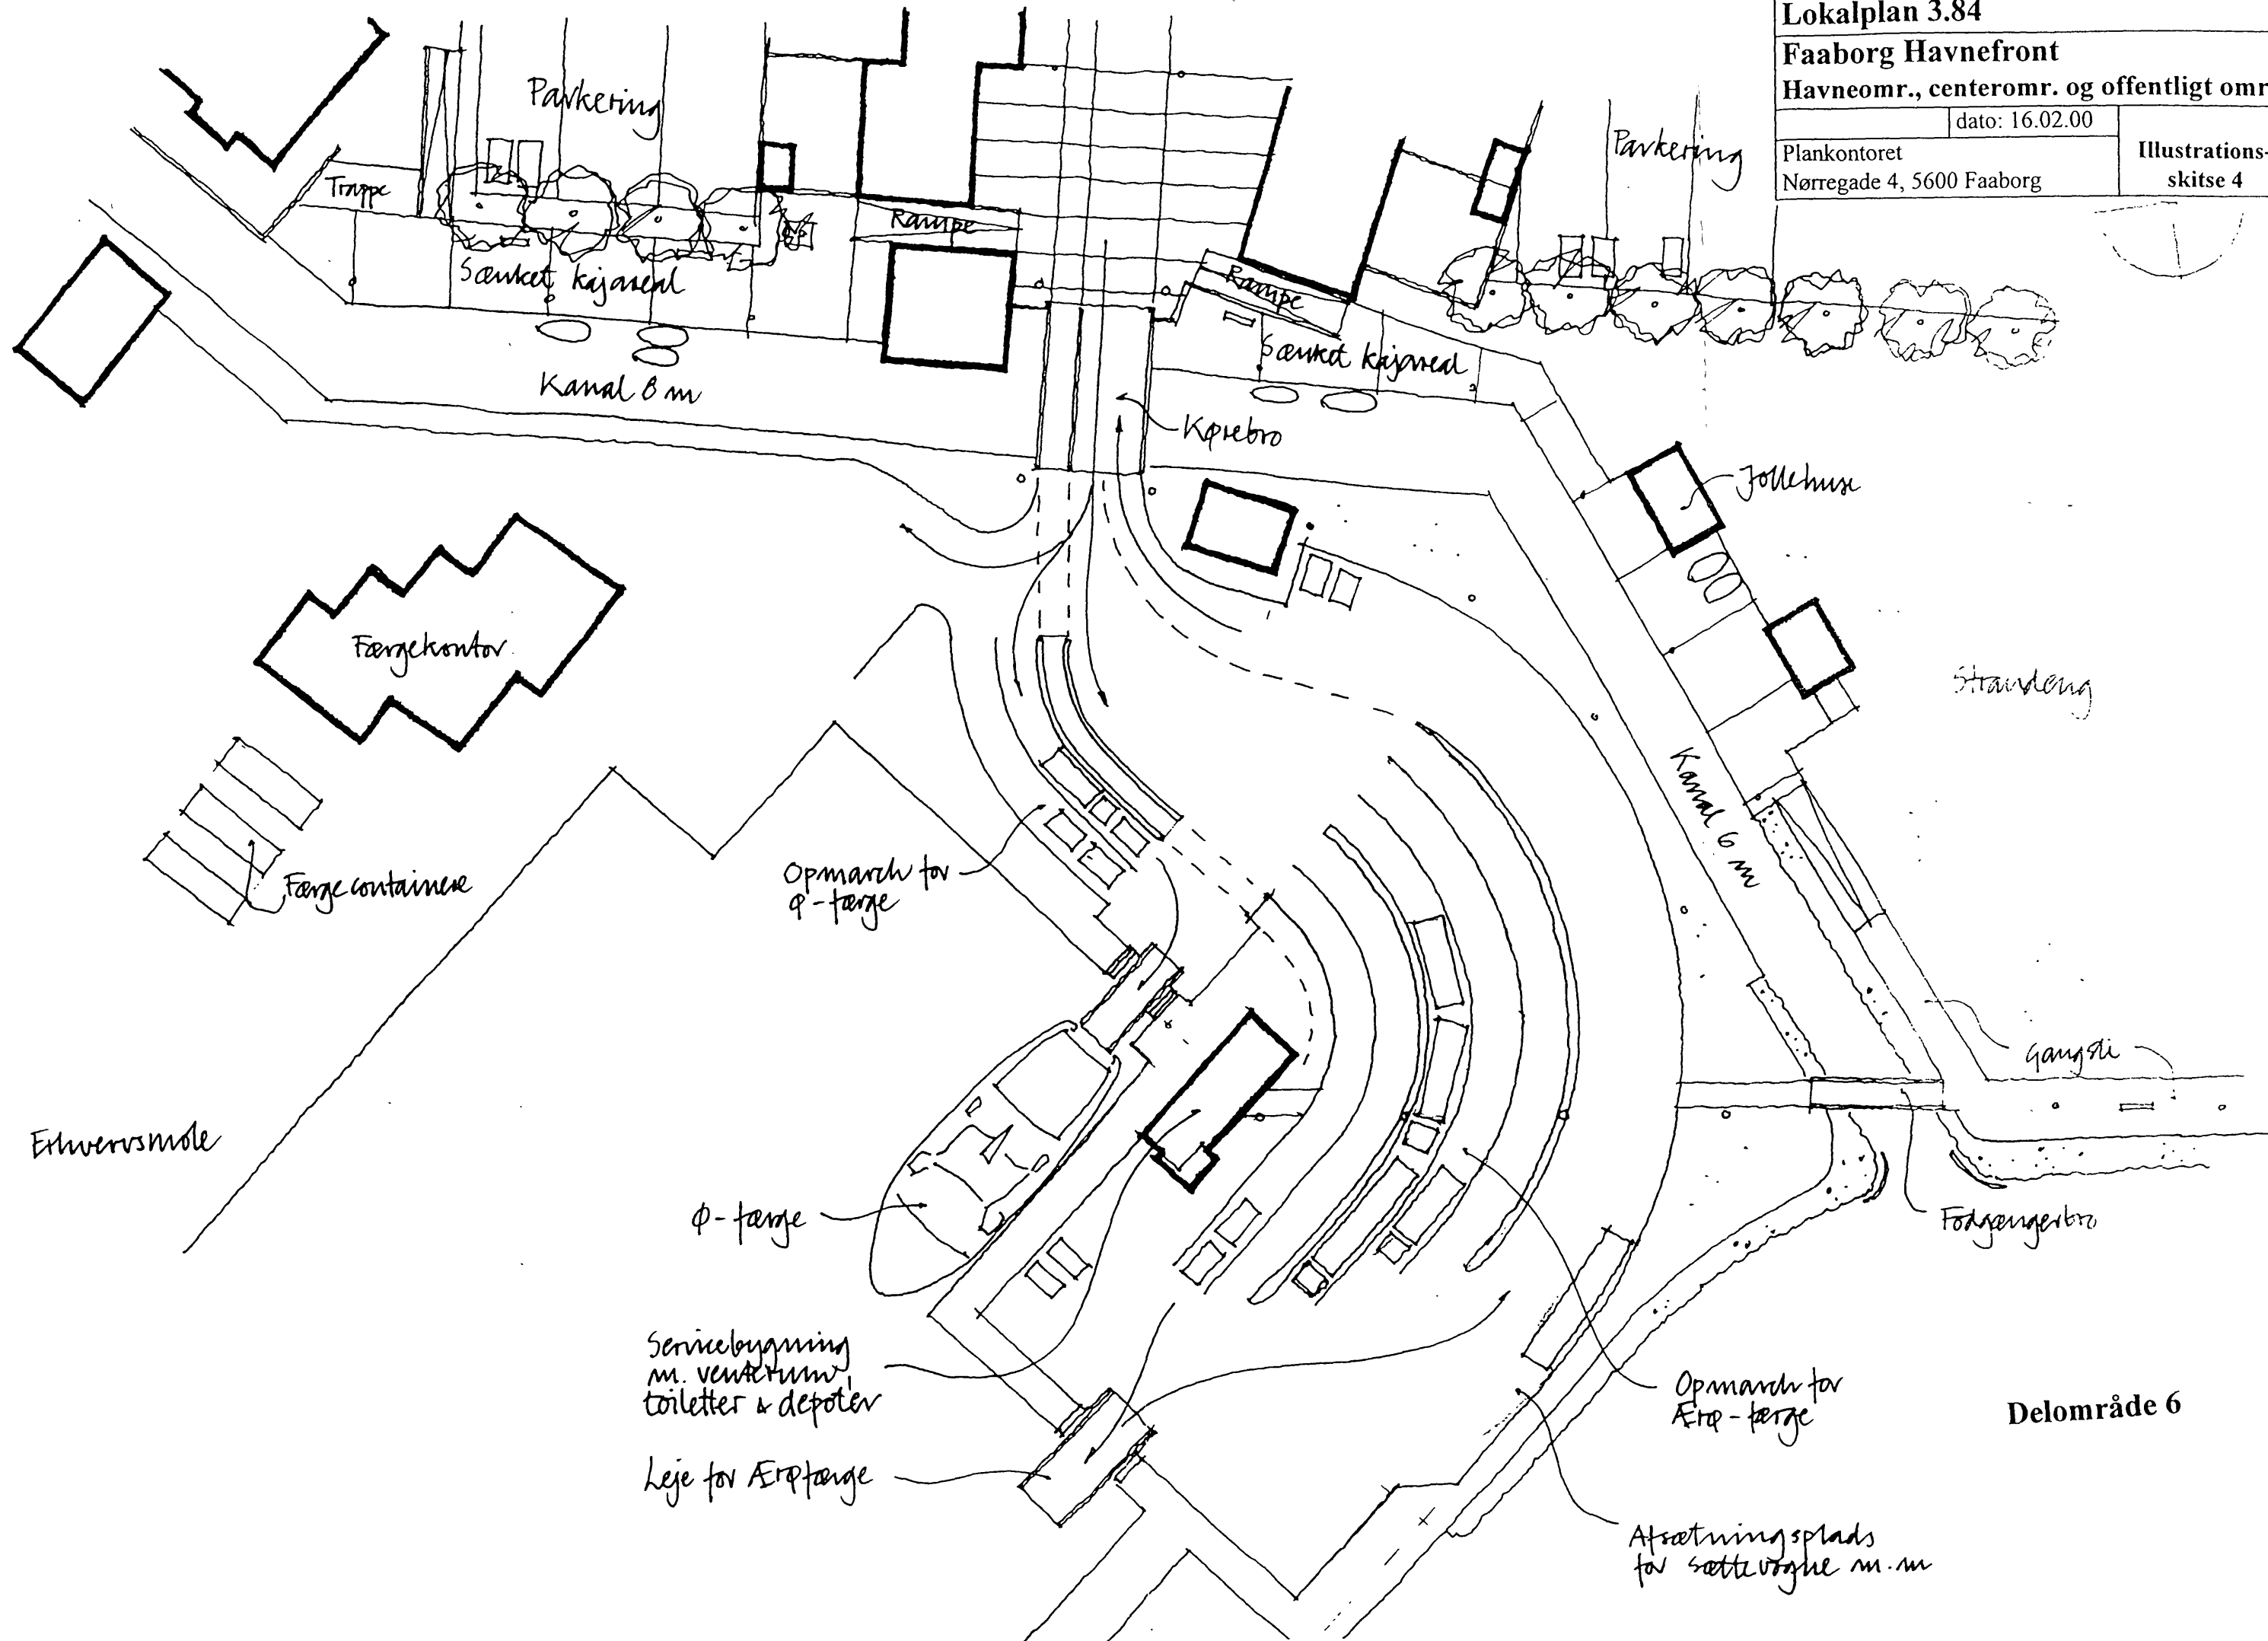 Lokalplan 3.84
Faaborg Havnefront
Havneomr., centeromr. og offentligt omr
dato: 16.02.00
Plankontoret
Nørregade 4, 5600 Faaborg
Illustrations-
skitse 4
Parkering
Parkering
Trappe
Rampe
Rampe
Sænket kajareal
Sænket kajareal
Kanal 8 m
Kørebro
Jollehuse
Færgekontor
Strandeng
Kanal 6 m
Færgecontainere
Opmarch for
Ø-færge
Gangsti
Erhvervsmole
Ø-færge
Fodgængerbro
Servicebygning
m. venterum,
toiletter & depoter
Opmarch for
Ærø-færge
Delområde 6
Leje for Ærøfærge
Afsætningsplads
for sættevogne m.m